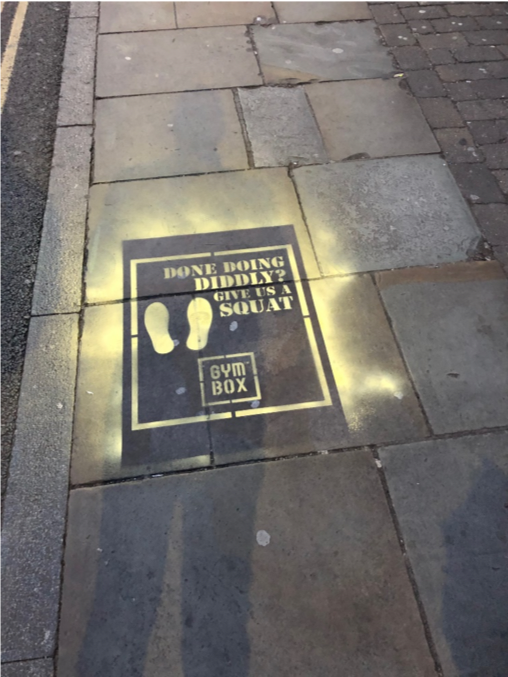 DONE DOING
DIDDLY?
GIVE US A
SQUAT
GYM
BOX